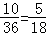 10/36 = 5/18